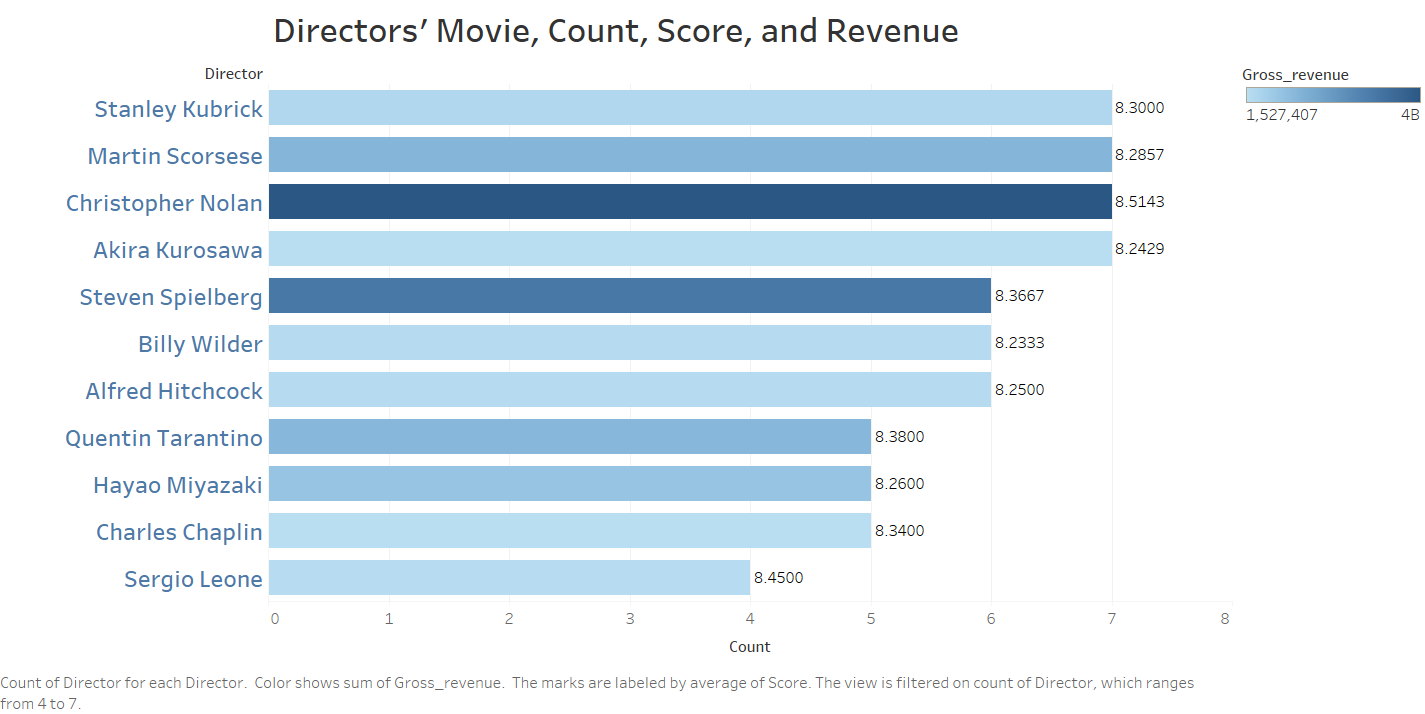 Directors’ Movie, Count, Score, and Revenue
Director
Gross_revenue
1,527,407 4B
Stanley Kubrick 8.3000
Martin Scorsese 8.2857
Christopher Nolan 8.5143
Akira Kurosawa 8.2429
Steven Spielberg 8.3667
Billy Wilder 8.2333
Alfred Hitchcock 8.2500
Quentin Tarantino 8.3800
Hayao Miyazaki 8.2600
Charles Chaplin 8.3400
Sergio Leone 8.4500
0 1 2 3 4 5 6 7 8
Count
Count of Director for each Director.  Color shows sum of Gross_revenue.  The marks are labeled by average of Score. The view is filtered on count of Director, which ranges
from 4 to 7.